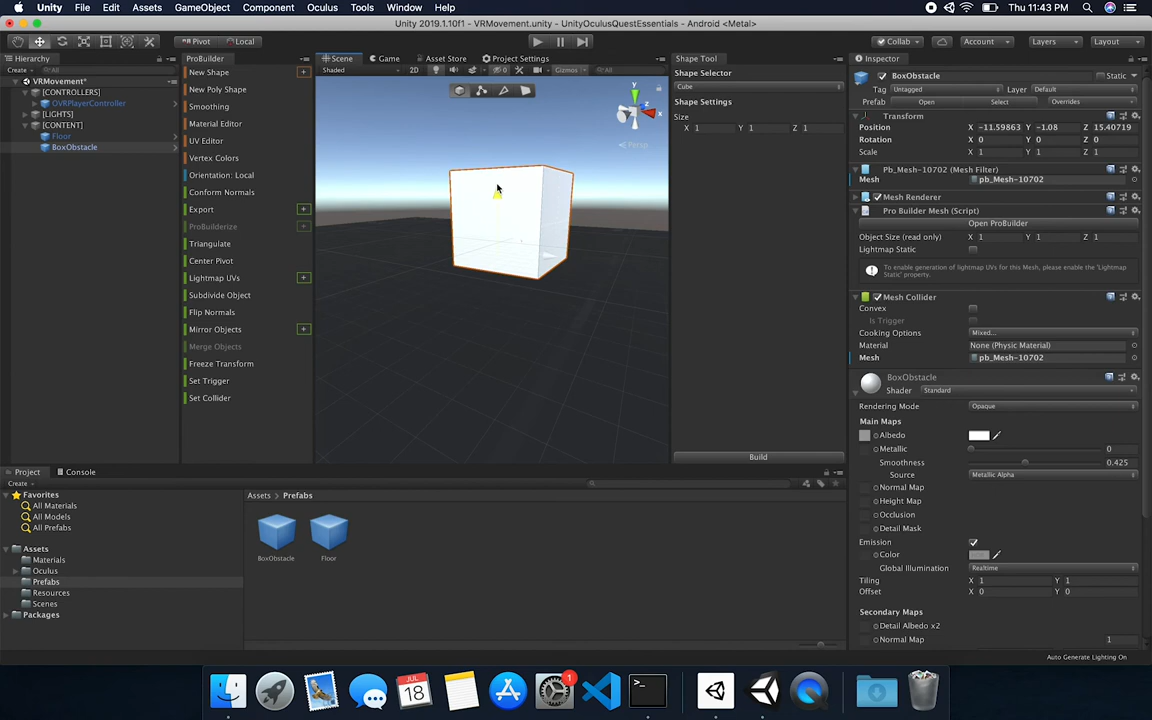 Unity File Edit Assets GameObject Component Oculus Tools Window Help Thu 11:43 PM
Unity 2019.1.10f1 - VRMovement.unity - UnityOculusQuestEssentials - Android <Metal>
Pivot Local Collab Account Layers Layout
Hierarchy
Create All
VRMovement*
[CONTROLLERS]
OVRPlayerController
[LIGHTS]
[CONTENT]
Floor
BoxObstacle
ProBuilder
New Shape +
New Poly Shape
Smoothing
Material Editor
UV Editor
Vertex Colors
Orientation: Local
Conform Normals
Export +
ProBuilderize +
Triangulate
Center Pivot
Lightmap UVs +
Subdivide Object
Flip Normals
Mirror Objects +
Merge Objects
Freeze Transform
Set Trigger
Set Collider
Scene Game Asset Store Project Settings
Shaded 2D 0 Gizmos All
y
z
x
Persp
Shape Tool
Shape Selector
Cube
Shape Settings
Size
X 1 Y 1 Z 1
Build
Inspector
BoxObstacle Static
Tag Untagged Layer Default
Prefab Open Select Overrides
Transform
Position X -11.59863 Y -1.08 Z 15.40719
Rotation X 0 Y 0 Z 0
Scale X 1 Y 1 Z 1
Pb_Mesh-10702 (Mesh Filter)
Mesh pb_Mesh-10702
Mesh Renderer
Pro Builder Mesh (Script)
Open ProBuilder
Object Size (read only) X 1 Y 1 Z 1
Lightmap Static
To enable generation of lightmap UVs for this Mesh, please enable the 'Lightmap
Static' property.
Mesh Collider
Convex
Is Trigger
Cooking Options Mixed...
Material None (Physic Material)
Mesh pb_Mesh-10702
BoxObstacle
Shader Standard
Rendering Mode Opaque
Main Maps
Albedo
Metallic 0
Smoothness 0.425
Source Metallic Alpha
Normal Map
Height Map
Occlusion
Detail Mask
Emission
Color
Global Illumination Realtime
Tiling X 1 Y 1
Offset X 0 Y 0
Secondary Maps
Detail Albedo x2
Normal Map 1
Auto Generate Lighting On
Project Console
Create
Favorites
All Materials
All Models
All Prefabs
Assets
Materials
Oculus
Prefabs
Resources
Scenes
Packages
Assets Prefabs
BoxObstacle Floor
JUL
18
1